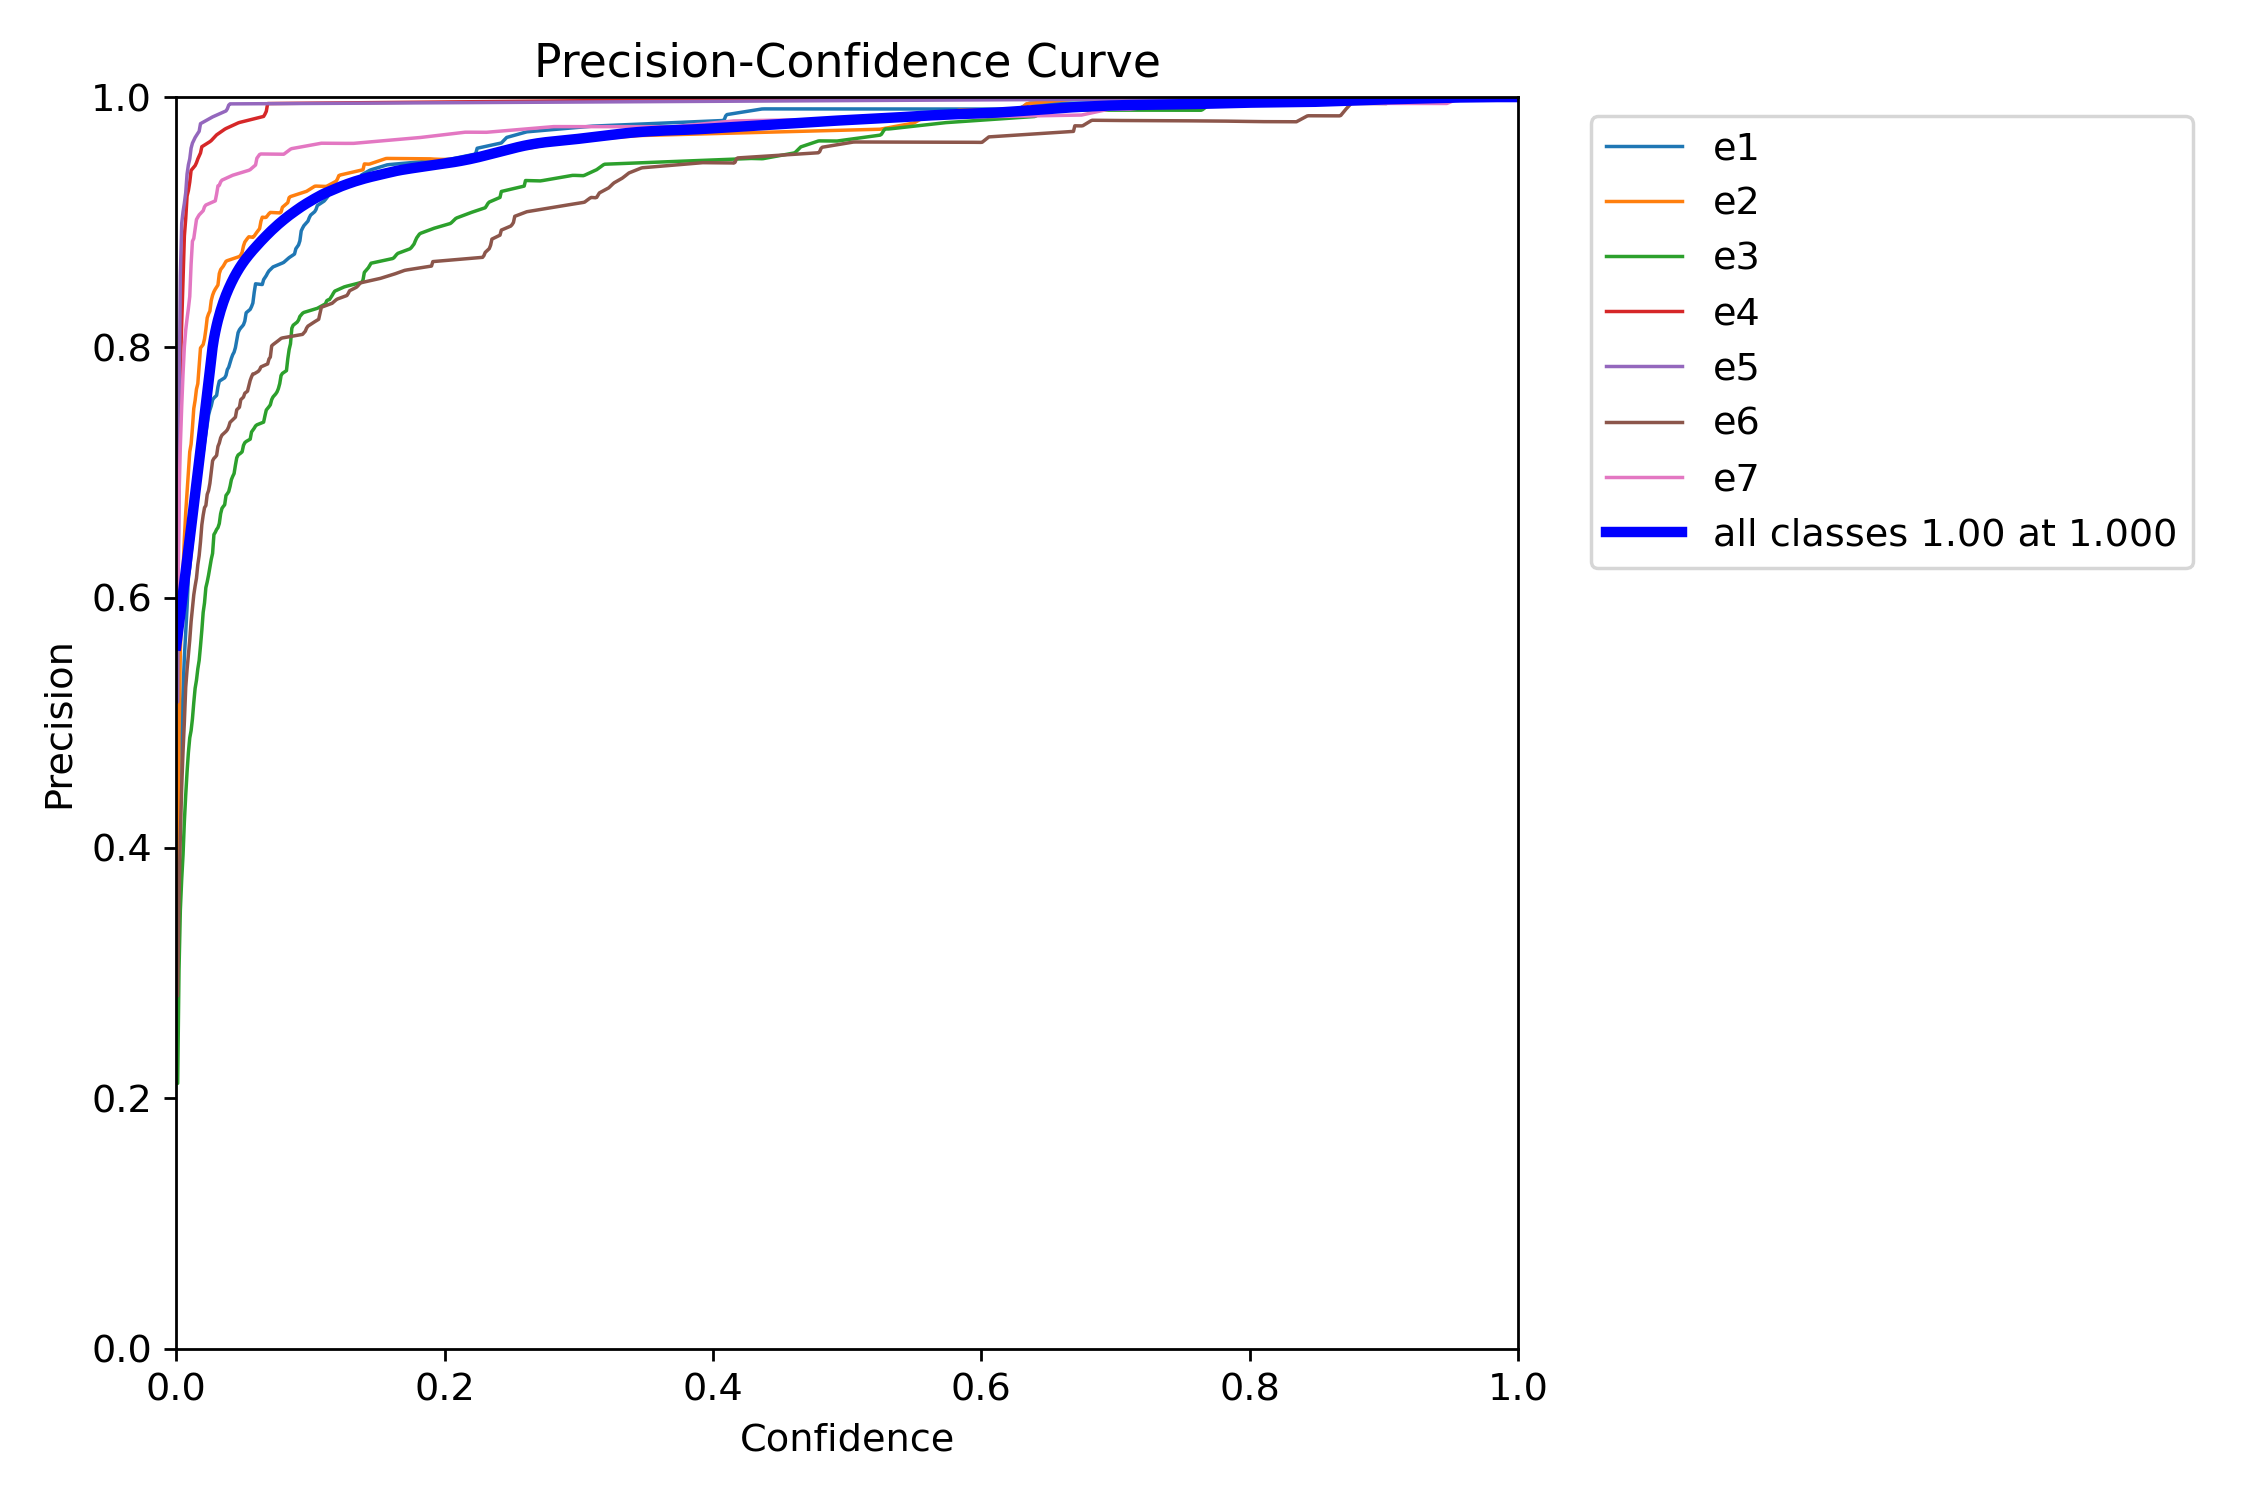 Precision-Confidence Curve
1.0
0.8
0.6
0.4
0.2
0.0
Precision
0.0 0.2 0.4 0.6 0.8 1.0
Confidence
e1
e2
e3
e4
e5
e6
e7
all classes 1.00 at 1.000